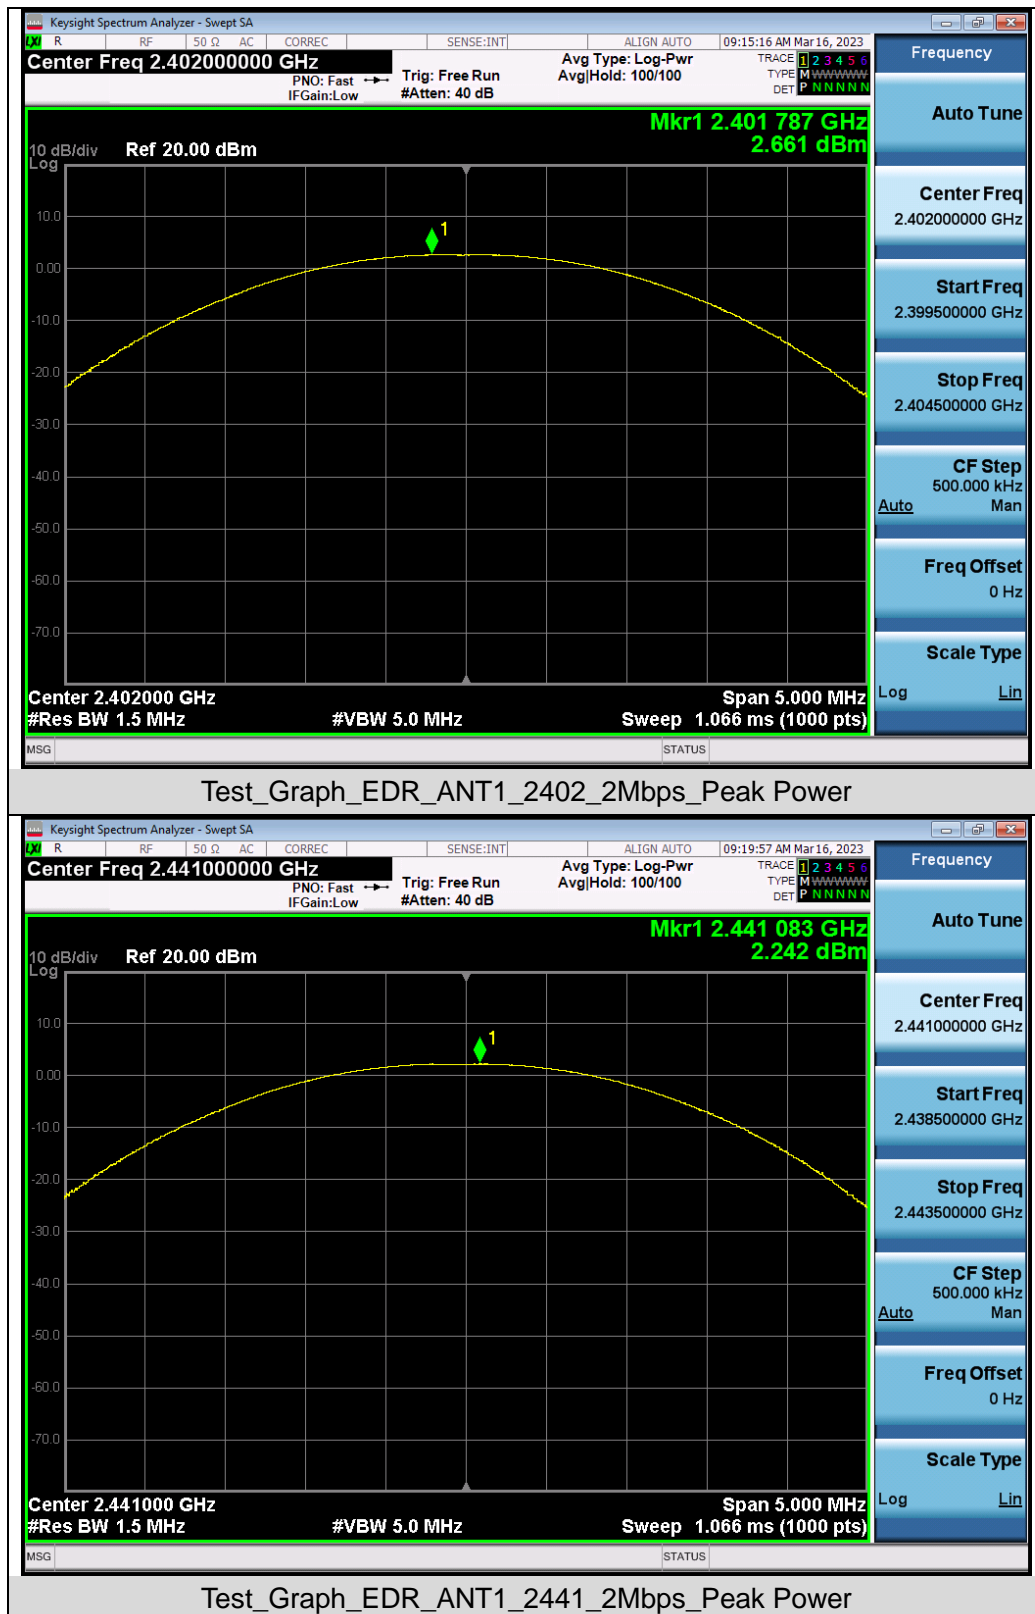 Keysight Spectrum Analyzer - Swept SA
LXI R RF 50 Ω AC CORREC SENSE:INT ALIGN AUTO 09:15:16 AM Mar 16, 2023
Center Freq 2.402000000 GHz
PNO: Fast
IFGain:Low
Trig: Free Run
#Atten: 40 dB
Avg Type: Log-Pwr
Avg|Hold: 100/100
TRACE 1 2 3 4 5 6
TYPE M W W W W W
DET P N N N N N
Mkr1 2.401 787 GHz
2.661 dBm
10 dB/div Ref 20.00 dBm
Log
10.0
1
0.00
-10.0
-20.0
-30.0
-40.0
-50.0
-60.0
-70.0
Center 2.402000 GHz Span 5.000 MHz
#Res BW 1.5 MHz #VBW 5.0 MHz Sweep 1.066 ms (1000 pts)
MSG STATUS
Frequency
Auto Tune
Center Freq
2.402000000 GHz
Start Freq
2.399500000 GHz
Stop Freq
2.404500000 GHz
CF Step
500.000 kHz
Auto Man
Freq Offset
0 Hz
Scale Type
Log Lin
Test_Graph_EDR_ANT1_2402_2Mbps_Peak Power
Keysight Spectrum Analyzer - Swept SA
LXI R RF 50 Ω AC CORREC SENSE:INT ALIGN AUTO 09:19:57 AM Mar 16, 2023
Center Freq 2.441000000 GHz
PNO: Fast
IFGain:Low
Trig: Free Run
#Atten: 40 dB
Avg Type: Log-Pwr
Avg|Hold: 100/100
TRACE 1 2 3 4 5 6
TYPE M W W W W W
DET P N N N N N
Mkr1 2.441 083 GHz
2.242 dBm
10 dB/div Ref 20.00 dBm
Log
10.0
1
0.00
-10.0
-20.0
-30.0
-40.0
-50.0
-60.0
-70.0
Center 2.441000 GHz Span 5.000 MHz
#Res BW 1.5 MHz #VBW 5.0 MHz Sweep 1.066 ms (1000 pts)
MSG STATUS
Frequency
Auto Tune
Center Freq
2.441000000 GHz
Start Freq
2.438500000 GHz
Stop Freq
2.443500000 GHz
CF Step
500.000 kHz
Auto Man
Freq Offset
0 Hz
Scale Type
Log Lin
Test_Graph_EDR_ANT1_2441_2Mbps_Peak Power